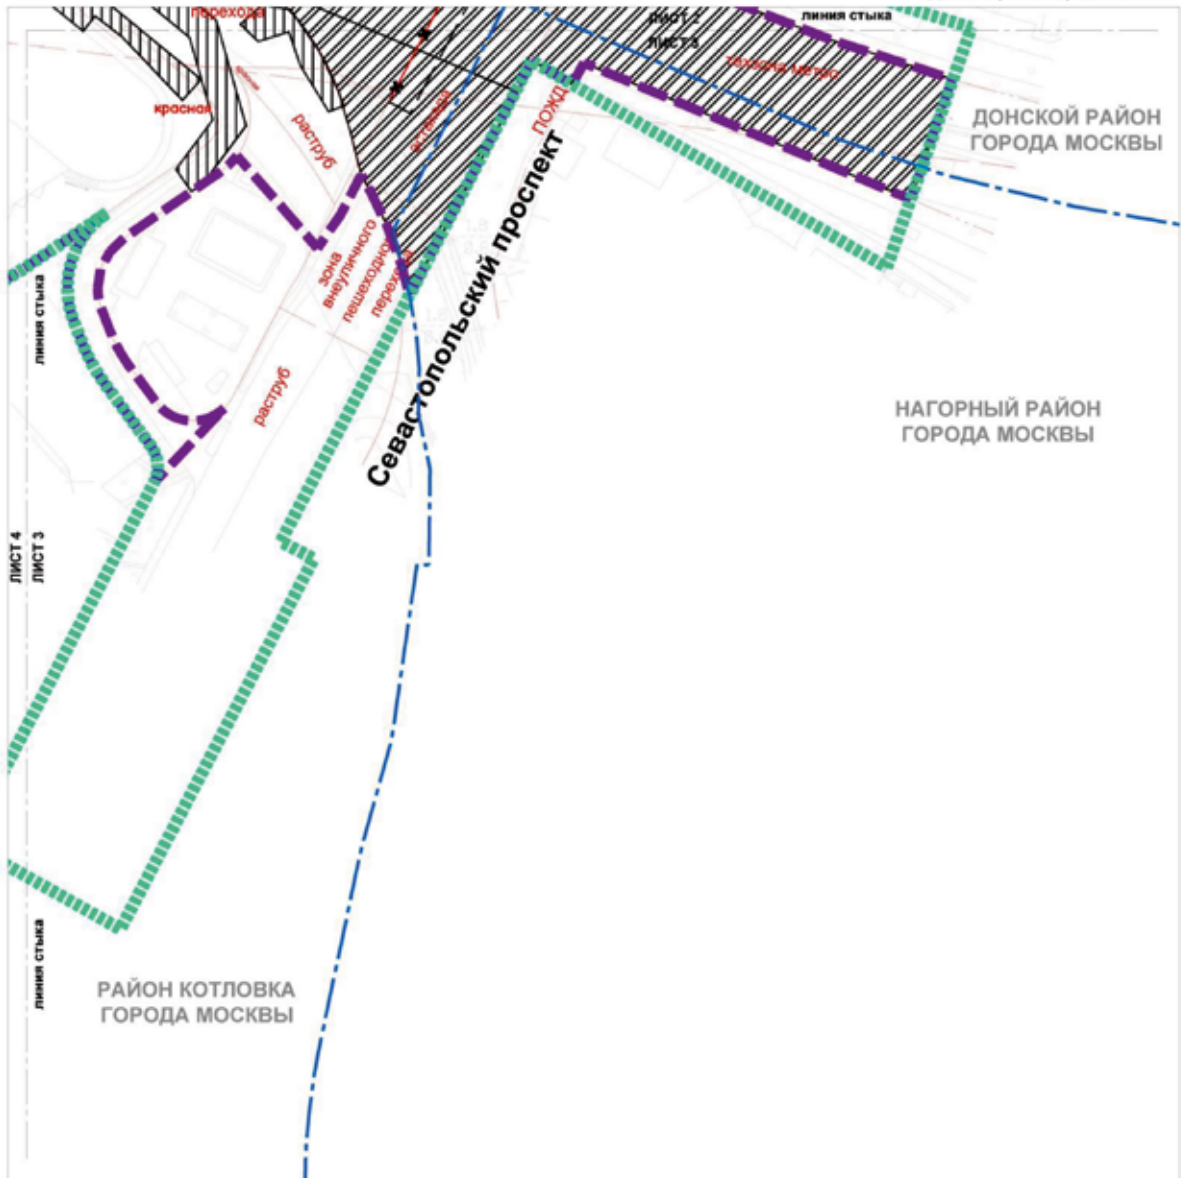 перехода
ЛИСТ 2
ЛИСТ 3
линия стыка
техзона метро
красная
раструб
эстакада
ПОЖД
ДОНСКОЙ РАЙОН
ГОРОДА МОСКВЫ
Севастопольский проспект
зона
внеуличного
пешеходного
перехода
линия стыка
раструб
НАГОРНЫЙ РАЙОН
ГОРОДА МОСКВЫ
ЛИСТ 4
ЛИСТ 3
линия стыка
РАЙОН КОТЛОВКА
ГОРОДА МОСКВЫ